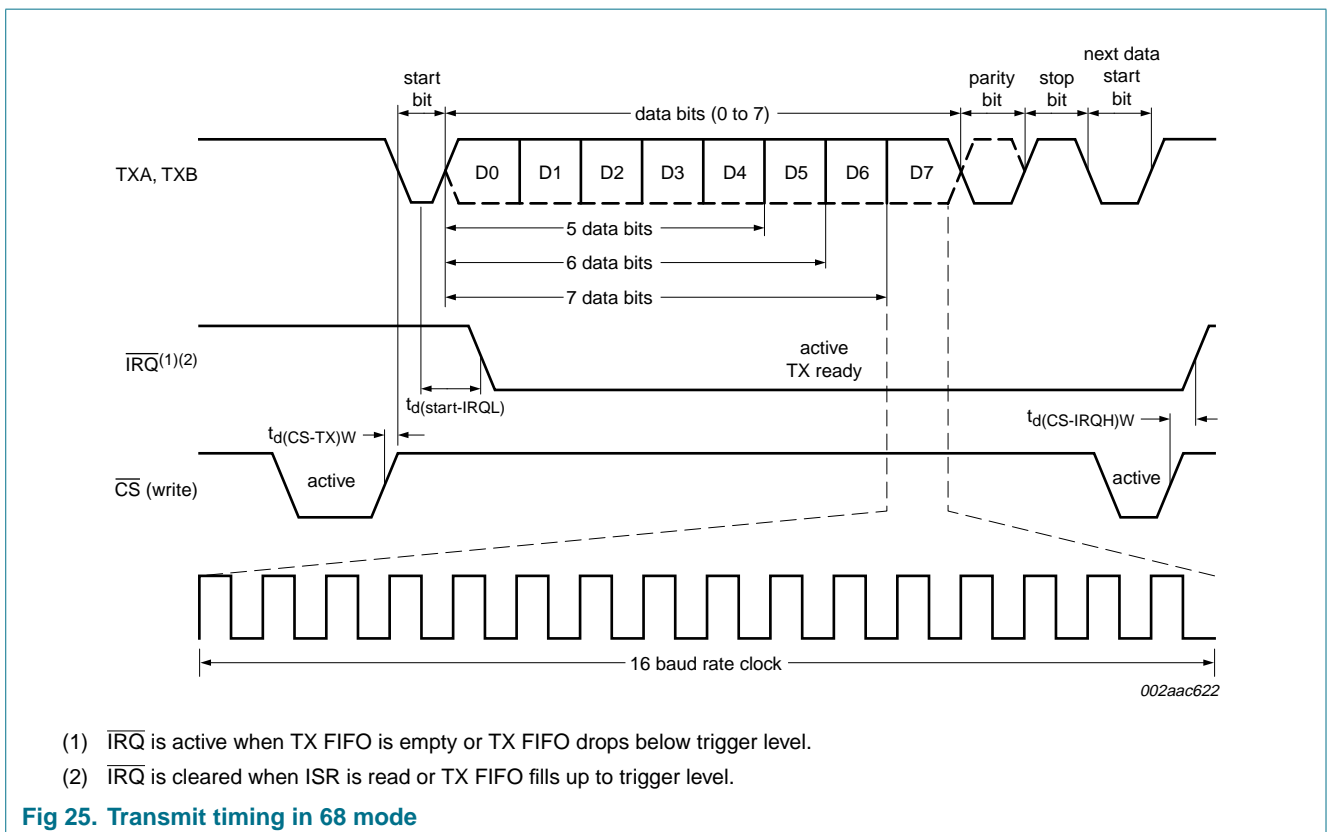 next data
start
bit
start
bit
parity
bit
stop
bit
data bits (0 to 7)
TXA, TXB
D0 D1 D2 D3 D4 D5 D6 D7
5 data bits
6 data bits
7 data bits
IRQ(1)(2)
active
TX ready
td(start-IRQL)
td(CS-TX)W
td(CS-IRQH)W
CS (write)
active
active
16 baud rate clock
002aac622
(1) IRQ is active when TX FIFO is empty or TX FIFO drops below trigger level.
(2) IRQ is cleared when ISR is read or TX FIFO fills up to trigger level.
Fig 25. Transmit timing in 68 mode